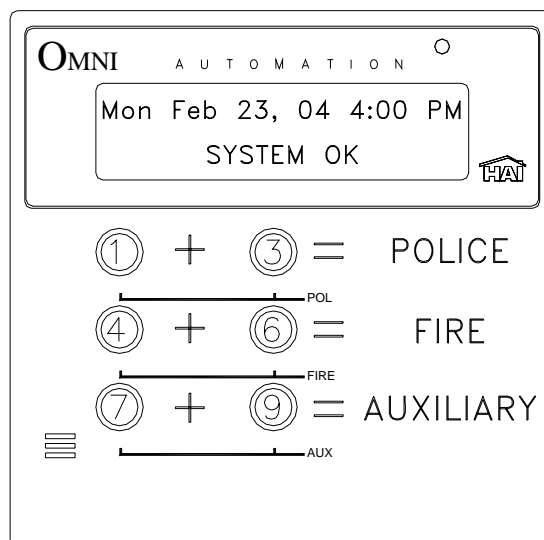 OMNI AUTOMATION
Mon Feb 23, 04 4:00 PM
SYSTEM OK
HAI
1 + 3 = POLICE
POL
4 + 6 = FIRE
FIRE
7 + 9 = AUXILIARY
AUX